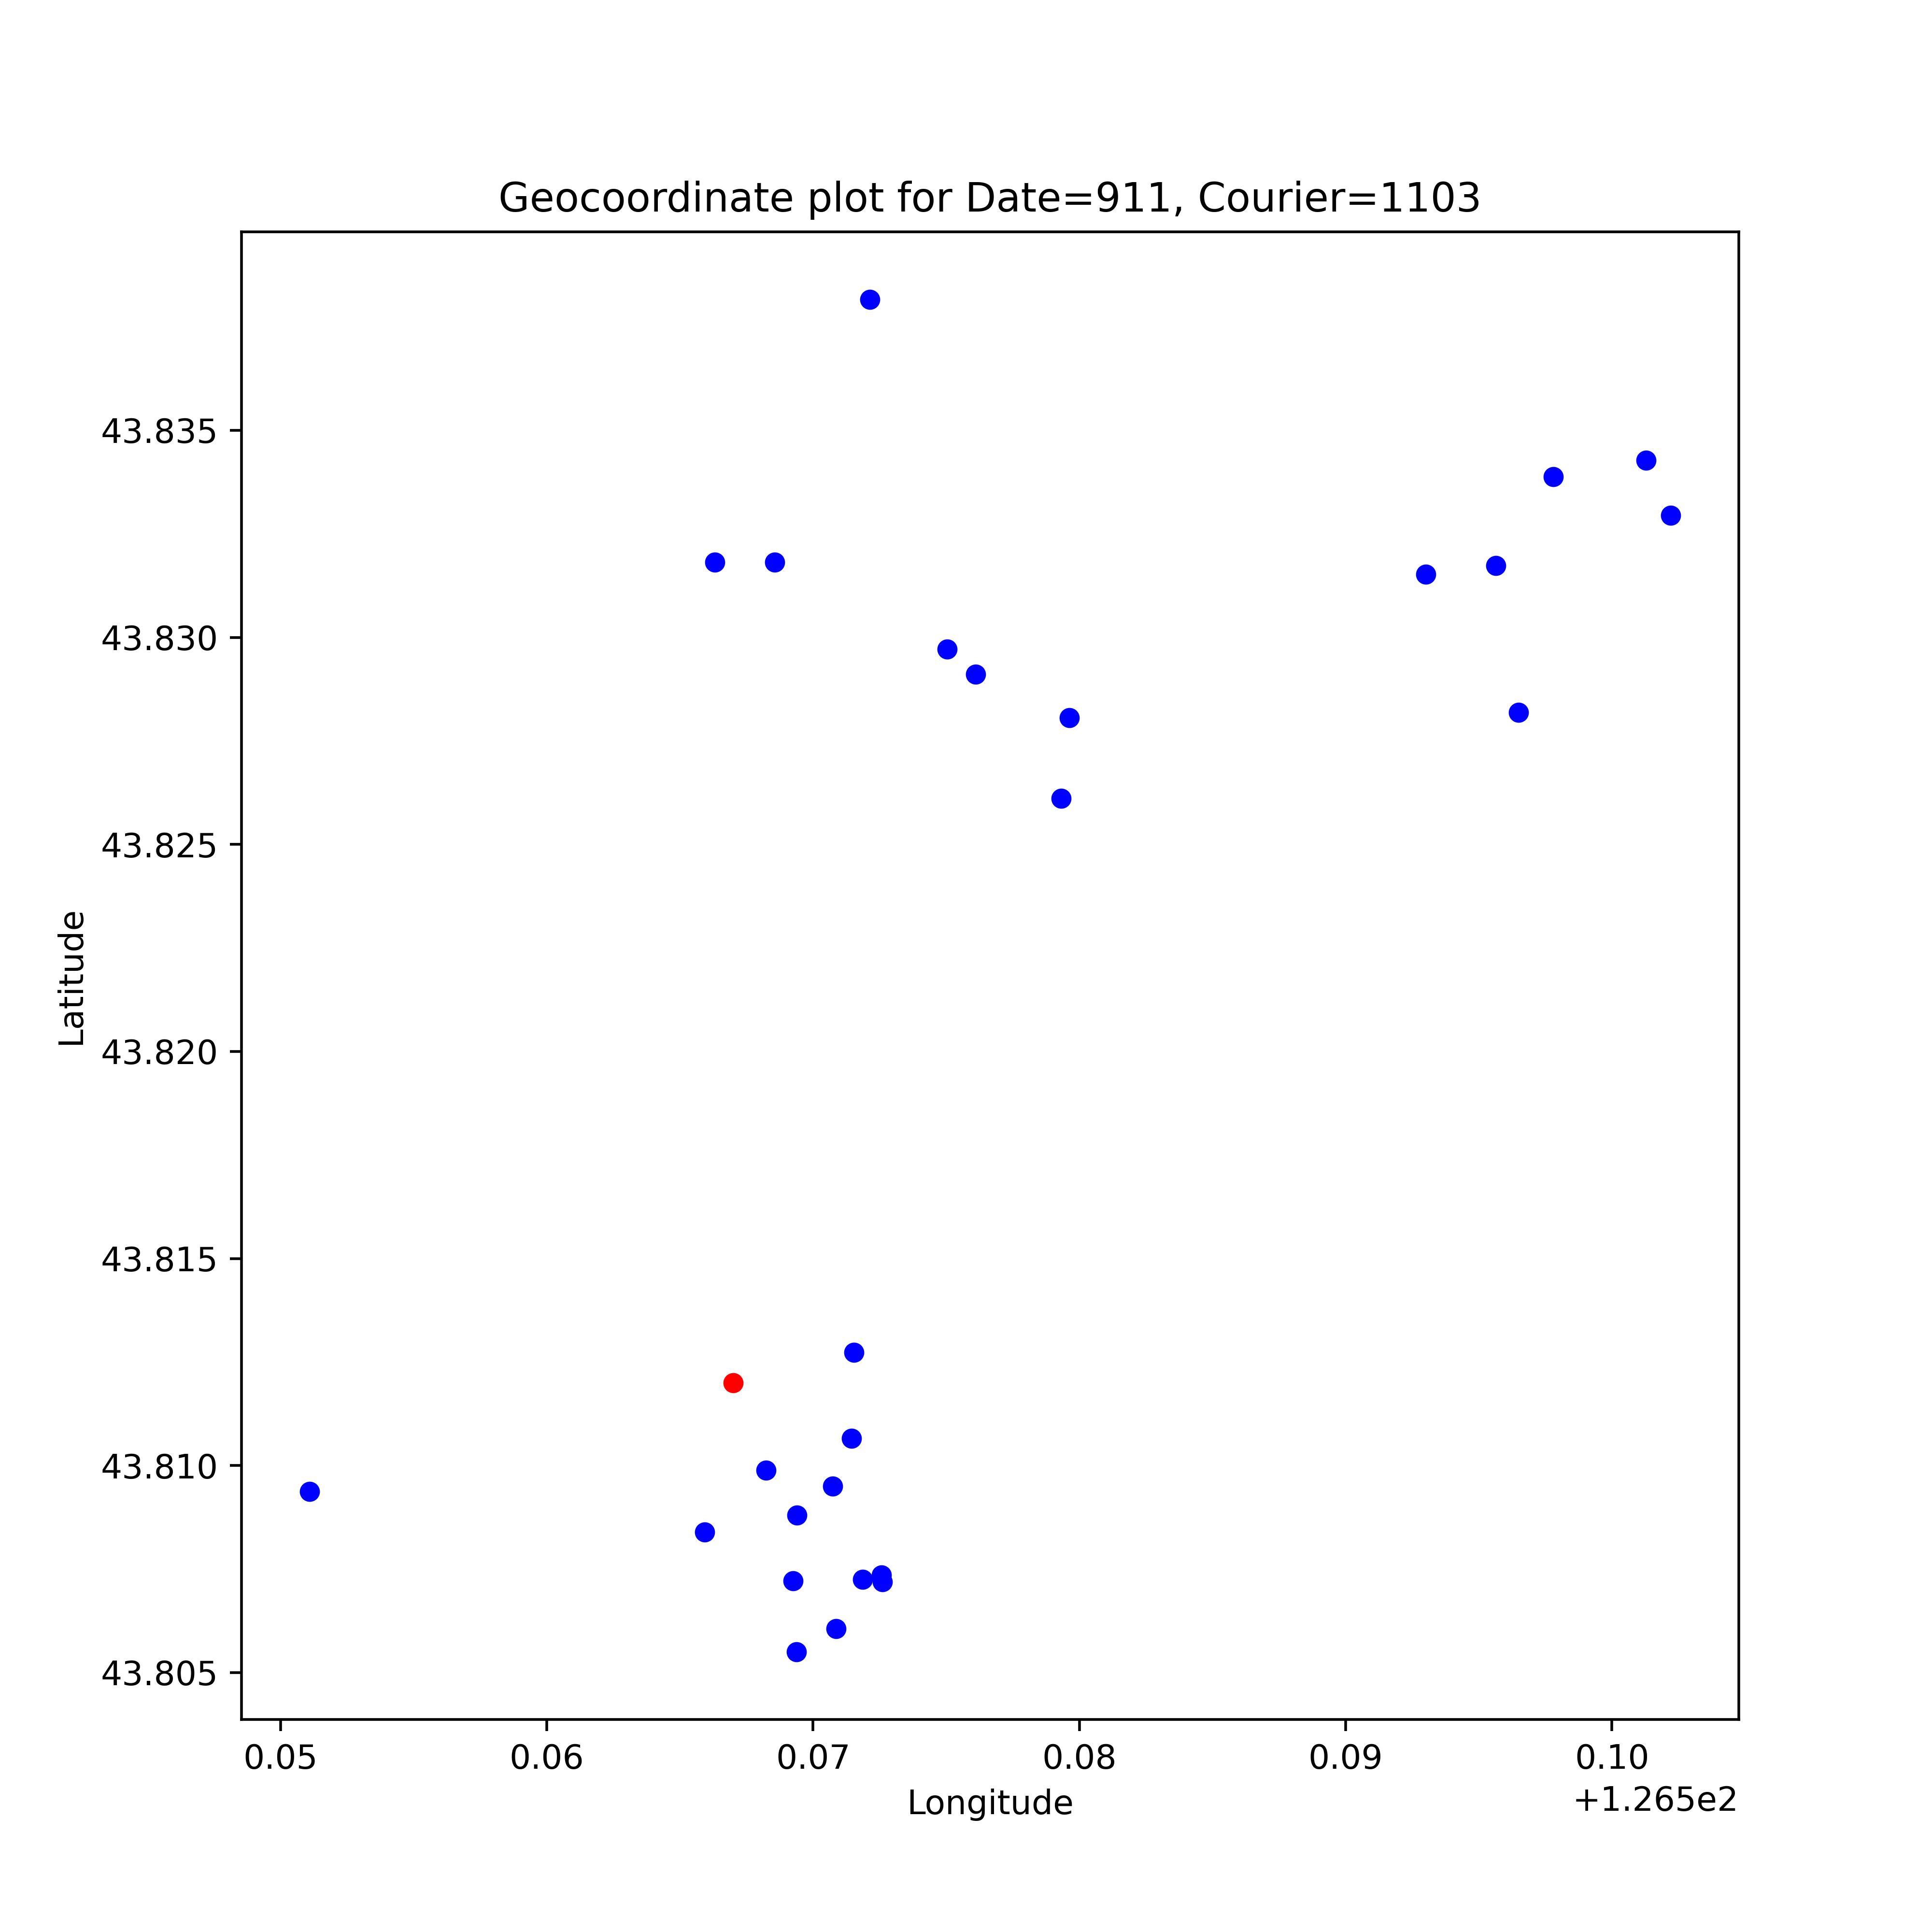 Geocoordinate plot for Date=911, Courier=1103
43.835
43.830
43.825
43.820
43.815
43.810
43.805
Latitude
0.05 0.06 0.07 0.08 0.09 0.10
Longitude
+1.265e2